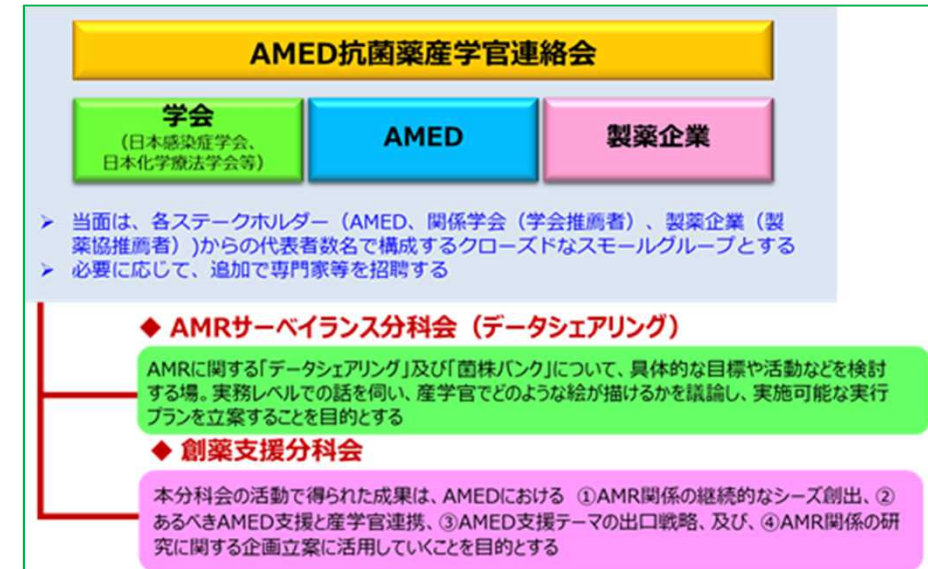 AMED抗菌薬産学官連絡会
学会
(日本感染症学会、
日本化学療法学会等)
AMED
製薬企業
➢ 当面は、各ステークホルダー（AMED、関係学会（学会推薦者）、製薬企業（製
薬協推薦者）)からの代表者数名で構成するクローズドなスモールグループとする
➢ 必要に応じて、追加で専門家等を招聘する
◆ AMRサーベイランス分科会（データシェアリング）
AMRに関する｢データシェアリング｣及び｢菌株バンク｣について、具体的な目標や活動などを検討
する場。実務レベルでの話を伺い、産学官でどのような絵が描けるかを議論し、実施可能な実行
プランを立案することを目的とする
◆ 創薬支援分科会
本分科会の活動で得られた成果は、AMEDにおける ①AMR関係の継続的なシーズ創出、②
あるべきAMED支援と産学官連携、③AMED支援テーマの出口戦略、及び、④AMR関係の研
究に関する企画立案に活用していくことを目的とする